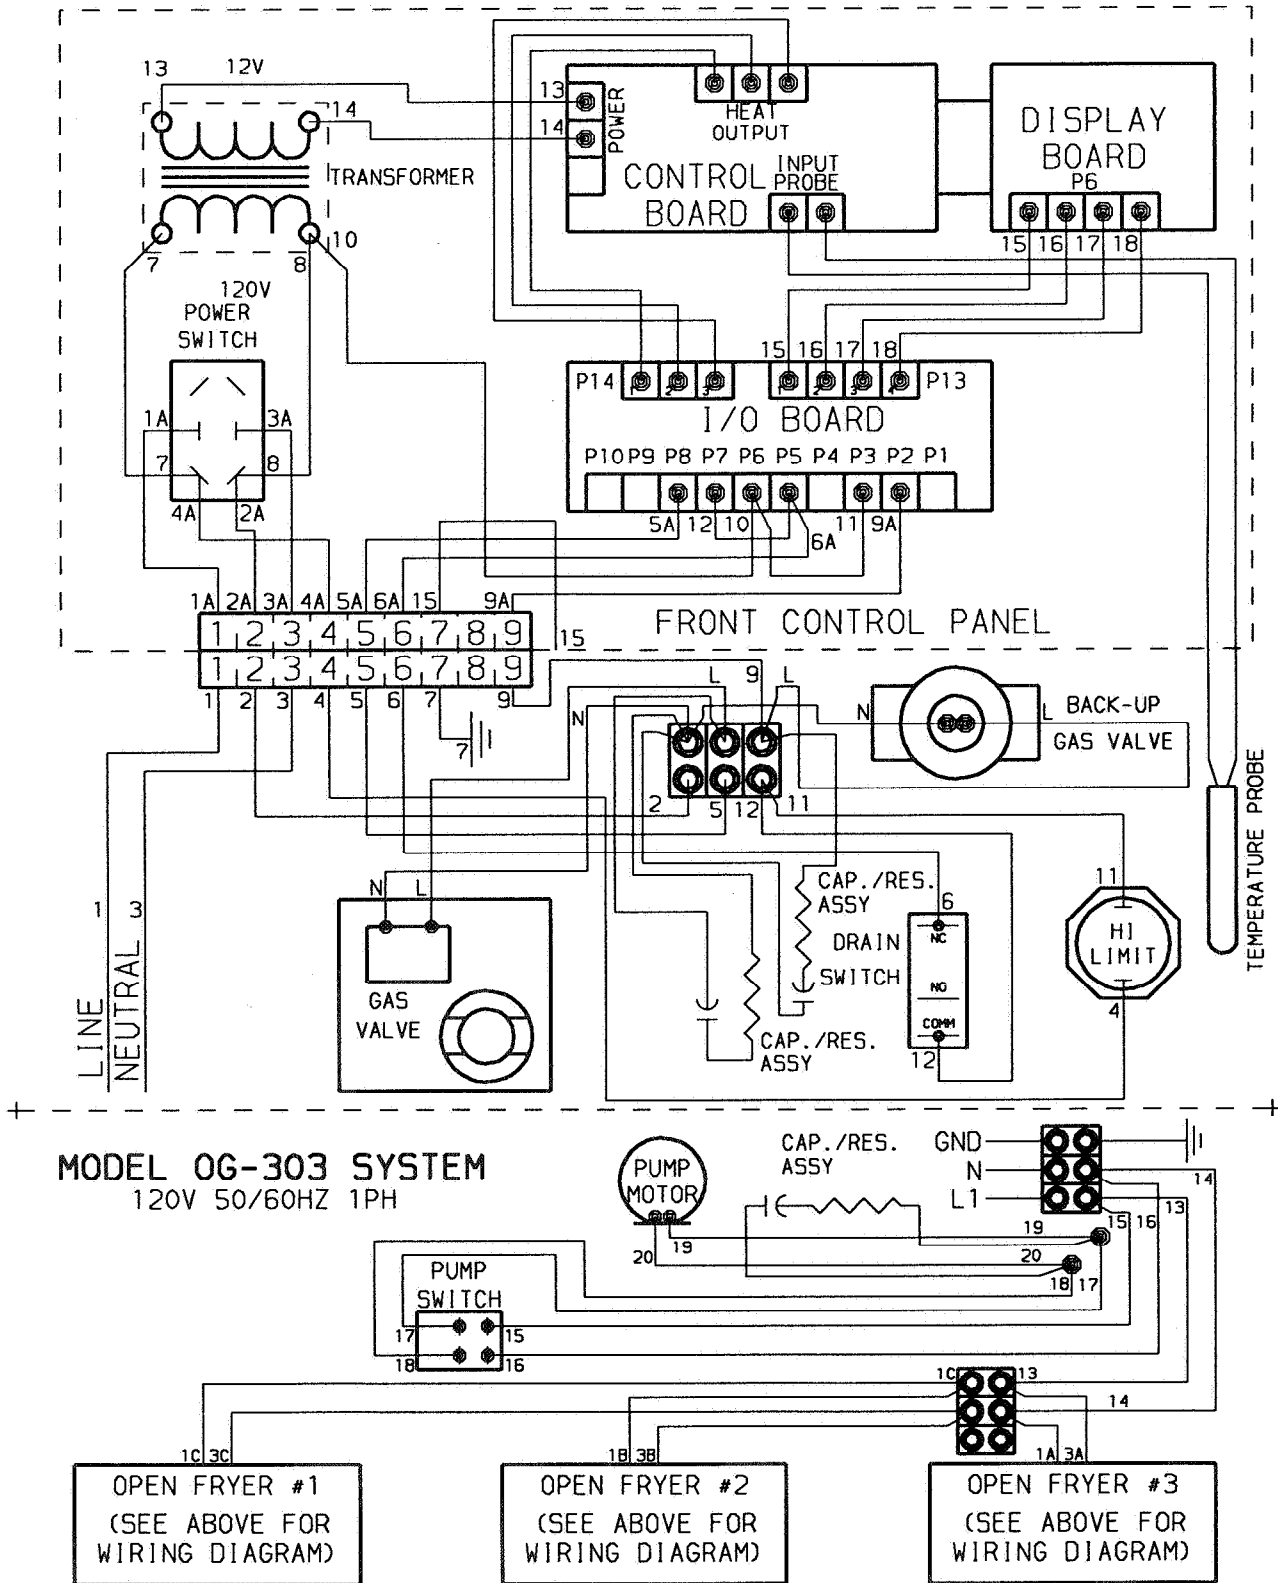 13
12V
14
TRANSFORMER
7
8
10
120V
POWER
SWITCH
1A
3A
7
8
4A
2A
13
14
POWER
HEAT
OUTPUT
CONTROL
BOARD
INPUT
PROBE
DISPLAY
BOARD
P6
15 16 17 18
15 16 17 18
P14
1 2 3
1 2 3 4
P13
I/O BOARD
P10 P9 P8 P7 P6 P5 P4 P3 P2 P1
5A 12 10
6A
11 9A
1A 2A 3A 4A 5A 6A 15 9A
1 2 3 4 5 6 7 8 9
15
1 2 3 4 5 6 7 8 9
1 2 3 4 5 6 7 9
FRONT CONTROL PANEL
7
N
L
9
L
2
5
12
11
N
L
BACK-UP
GAS VALVE
TEMPERATURE PROBE
1
3
LINE
NEUTRAL
N
L
GAS
VALVE
CAP./RES.
ASSY
CAP./RES.
ASSY
DRAIN
SWITCH
6
NC
NO
COMM
12
11
HI
LIMIT
4
MODEL OG-303 SYSTEM
120V 50/60HZ 1PH
PUMP
MOTOR
20
19
CAP./RES.
ASSY
GND
N
L1
14
13
15
16
19
20
18
17
PUMP
SWITCH
17
15
18
16
1C
13
14
1C 3C
1B 3B
1A 3A
OPEN FRYER #1
(SEE ABOVE FOR
WIRING DIAGRAM)
OPEN FRYER #2
(SEE ABOVE FOR
WIRING DIAGRAM)
OPEN FRYER #3
(SEE ABOVE FOR
WIRING DIAGRAM)